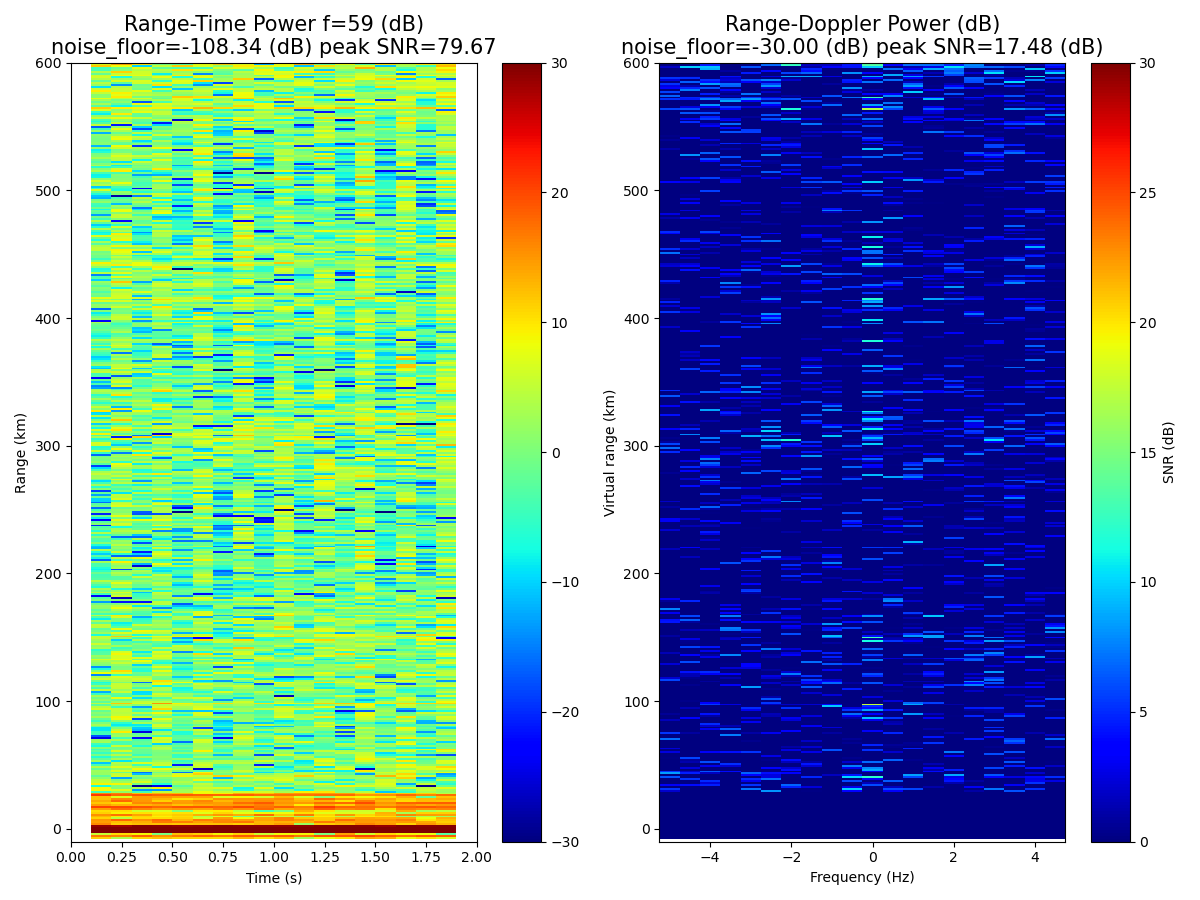 Range-Time Power f=59 (dB)
noise_floor=-108.34 (dB) peak SNR=79.67
Range-Doppler Power (dB)
noise_floor=-30.00 (dB) peak SNR=17.48 (dB)
600
500
400
300
200
100
0
Range (km)
0.00 0.25 0.50 0.75 1.00 1.25 1.50 1.75 2.00
Time (s)
30
20
10
0
−10
−20
−30
600
500
400
300
200
100
0
Virtual range (km)
−4 −2 0 2 4
Frequency (Hz)
30
25
20
15
10
5
0
SNR (dB)